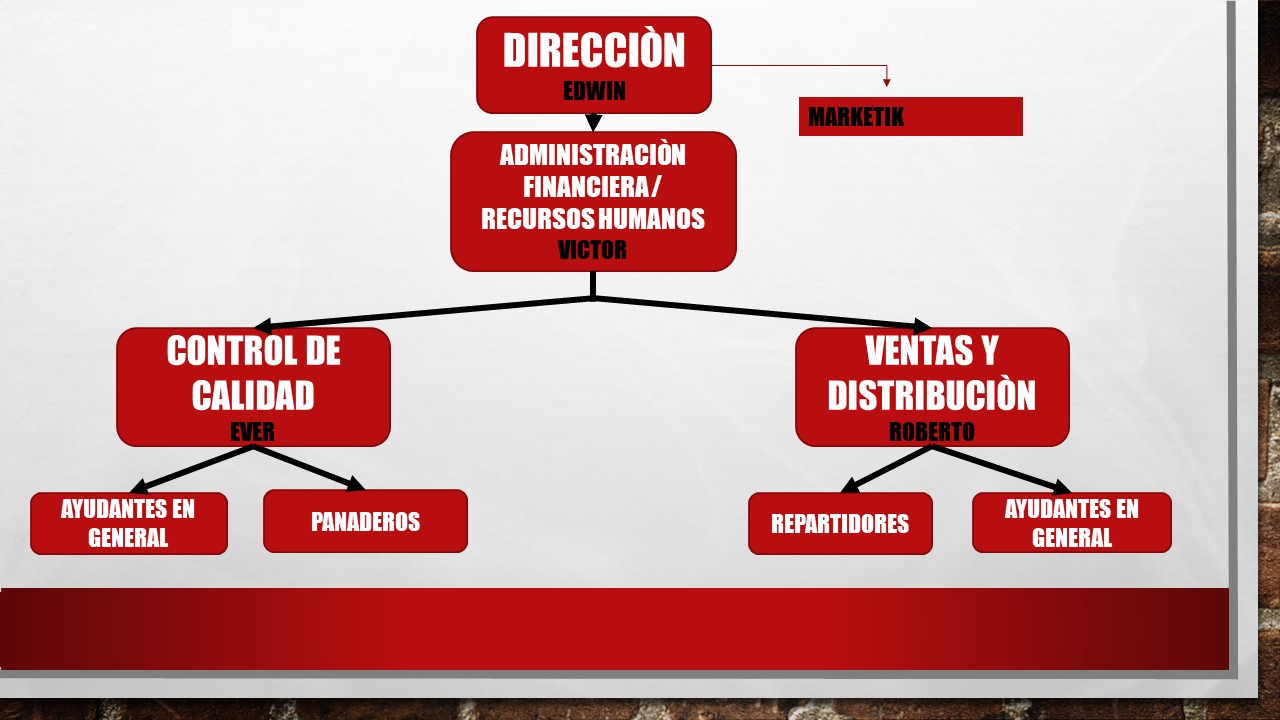 DIRECCIÒN
EDWIN
MARKETIK
ADMINISTRACIÒN
FINANCIERA /
RECURSOS HUMANOS
VICTOR
CONTROL DE
CALIDAD
EVER
VENTAS Y
DISTRIBUCIÒN
ROBERTO
AYUDANTES EN
GENERAL
PANADEROS
REPARTIDORES
AYUDANTES EN
GENERAL